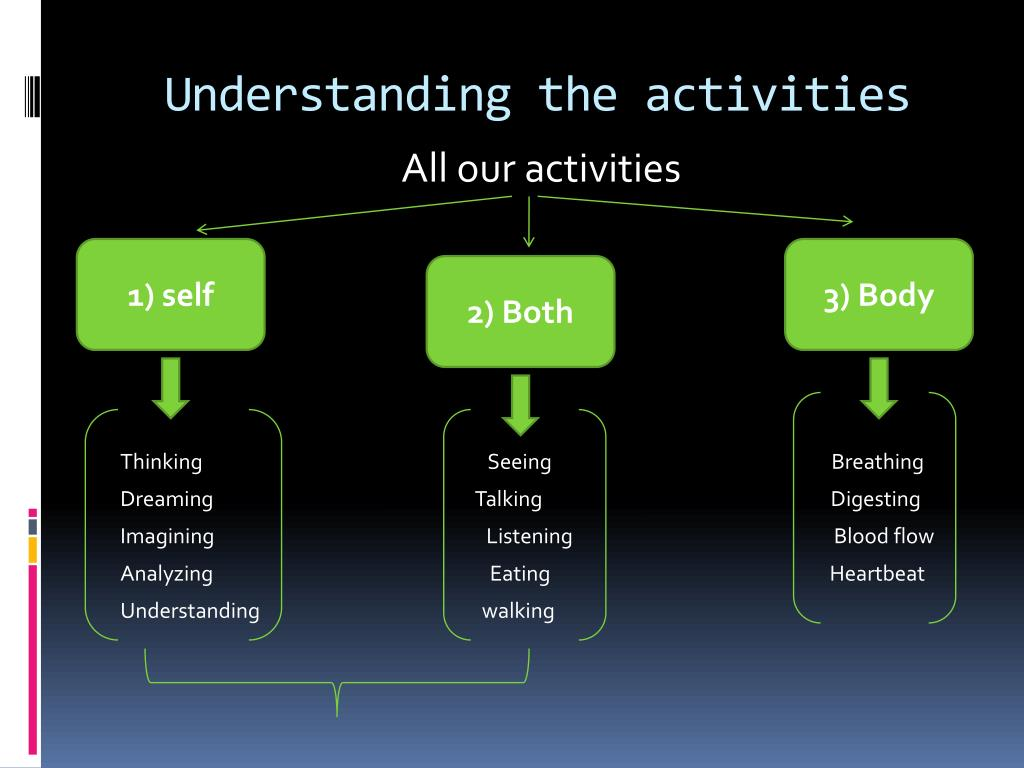 Understanding the activities
All our activities
1) self
2) Both
3) Body
Thinking
Dreaming
Imagining
Analyzing
Understanding
Seeing
Talking
Listening
Eating
walking
Breathing
Digesting
Blood flow
Heartbeat